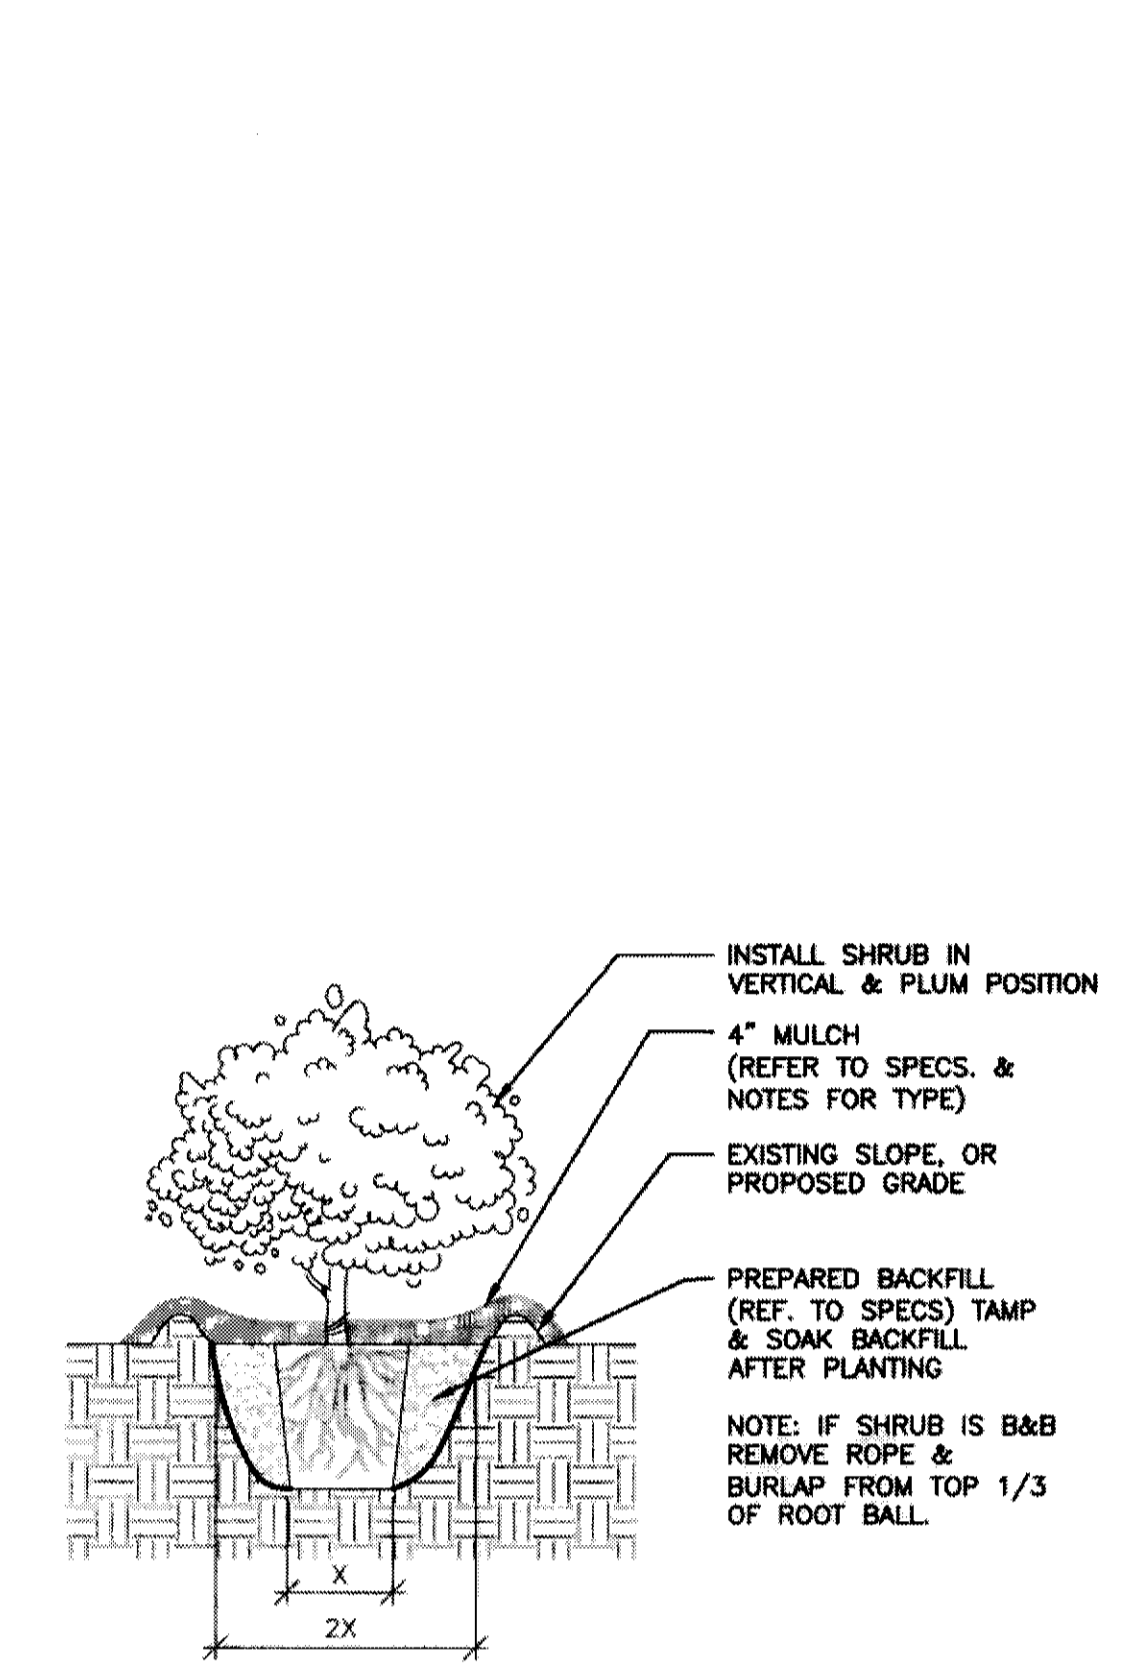 INSTALL SHRUB IN
VERTICAL & PLUM POSITION
4" MULCH
(REFER TO SPECS. &
NOTES FOR TYPE)
EXISTING SLOPE, OR
PROPOSED GRADE
PREPARED BACKFILL
(REF. TO SPECS) TAMP
& SOAK BACKFILL
AFTER PLANTING
NOTE: IF SHRUB IS B&B
REMOVE ROPE &
BURLAP FROM TOP 1/3
OF ROOT BALL.
X
2X